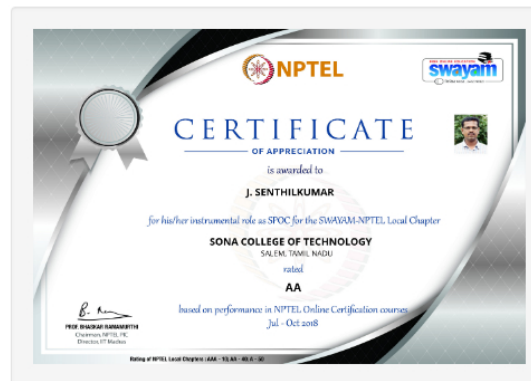 NPTEL
swayam
CERTIFICATE
OF APPRECIATION
is awarded to
J. SENTHILKUMAR
for his/her instrumental role as SPOC for the SWAYAM-NPTEL Local Chapter
SONA COLLEGE OF TECHNOLOGY
SALEM, TAMIL NADU
rated
AA
based on performance in NPTEL Online Certification courses
Jul - Oct 2018
PROF. BHASKAR RAMAMURTHI
Chairman, NPTEL PIC
Director, IIT Madras
Rating of NPTEL Local Chapters : AAA - 10; AA - 40; A - 50